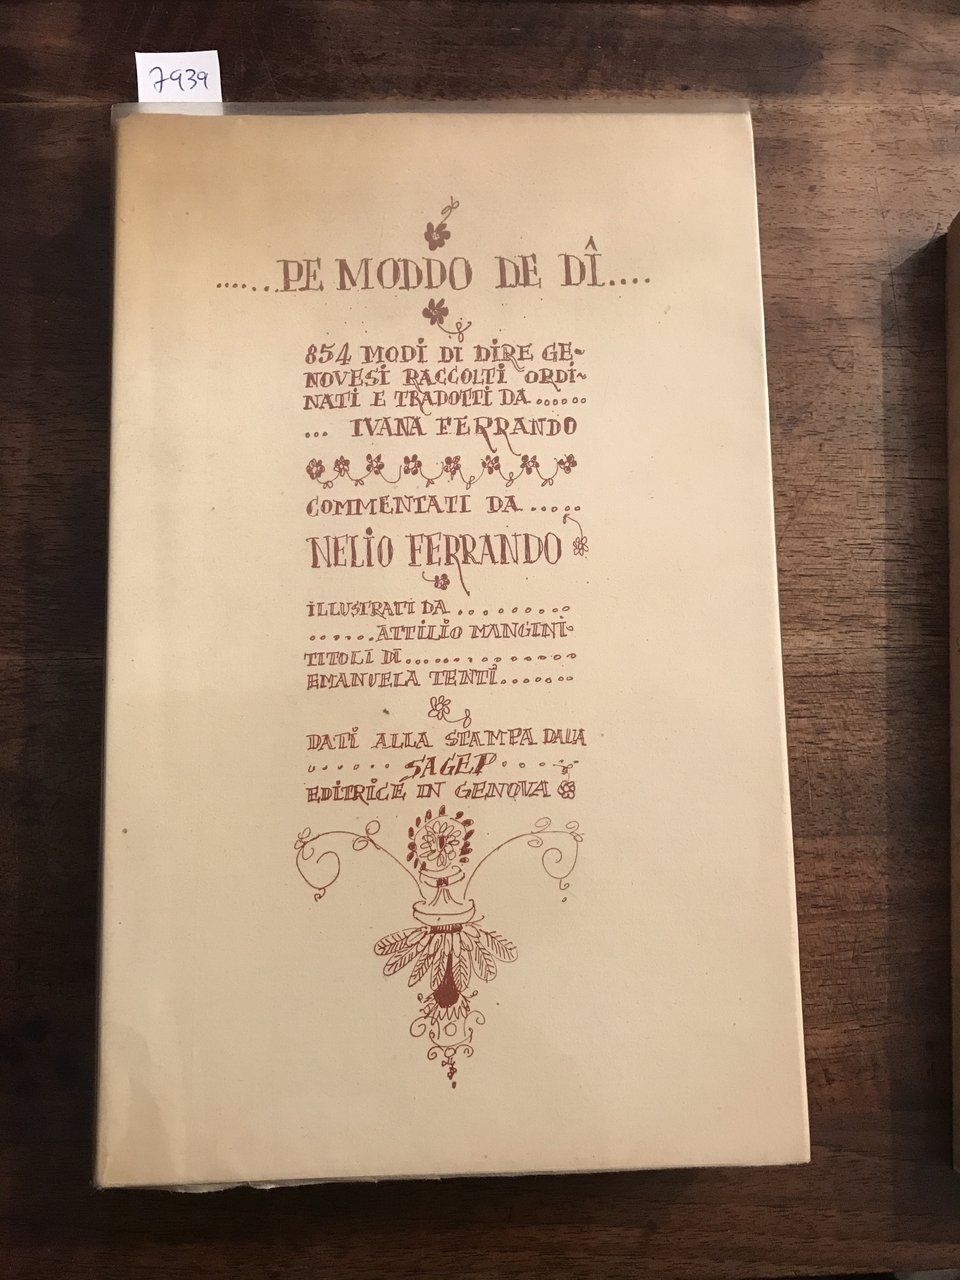 7939
......PE MODDO DE DÎ....
854 MODI DI DIRE GE~
NOVESI RACCOLTI ORDI~
NATI E TRADOTTI DA......
... IVANA FERRANDO
COMMENTATI DA.....
NELIO FERRANDO
ILLUSTRATI DA.........
......ATTILIO MANGINI.
TITOLI DI...............
EMANUELA TENTI.......
DATI ALLA STAMPA DALLA
......SAGEP.....
EDITRICE IN GENOVA